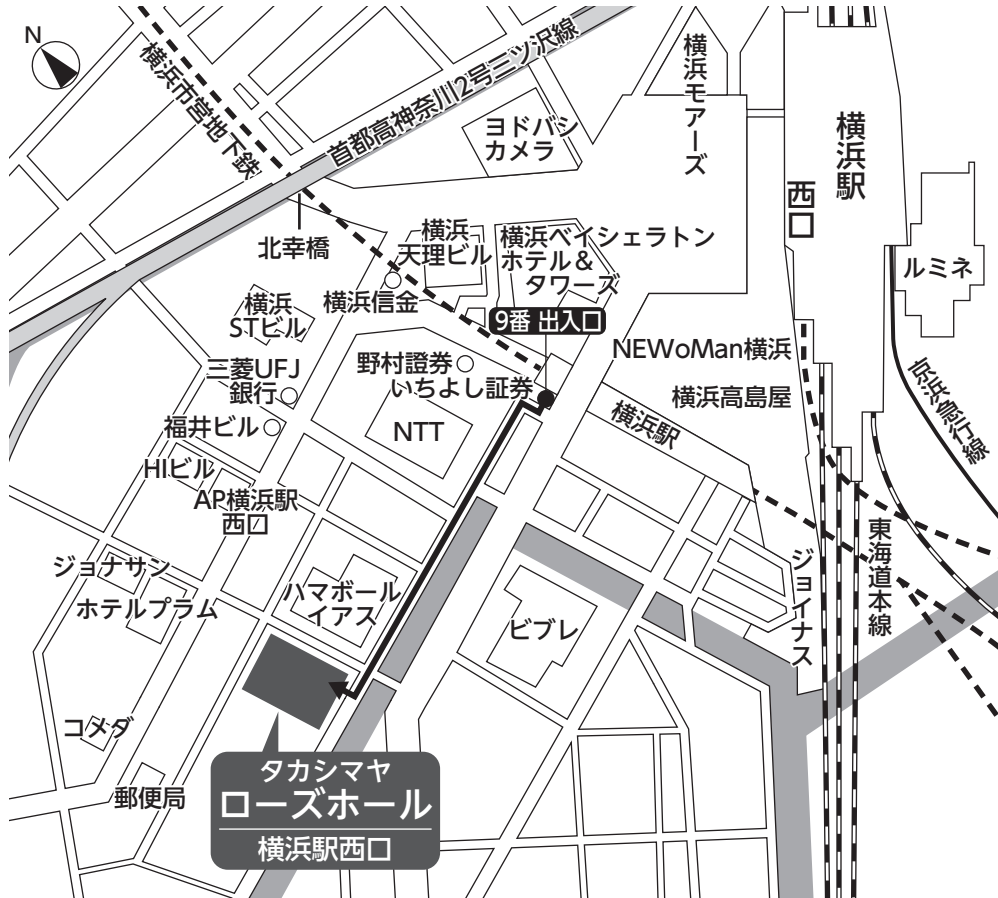 N
横浜市営地下鉄
首都高神奈川2号三ツ沢線
ヨドバシ
カメラ
横浜モアーズ
横浜駅
西口
ルミネ
北幸橋
横浜
天理ビル
横浜ベイシェラトン
ホテル&
タワーズ
横浜信金
横浜
STビル
9番 出入口
NEWoMan横浜
野村證券
いちよし証券
三菱UFJ
銀行
横浜高島屋
京浜急行線
横浜駅
福井ビル
NTT
HIビル
AP横浜駅
西口
東海道本線
ジョイナス
ジョナサン
ホテルプラム
ハマボール
イアス
ビブレ
コメダ
郵便局
タカシマヤ
ローズホール
横浜駅西口